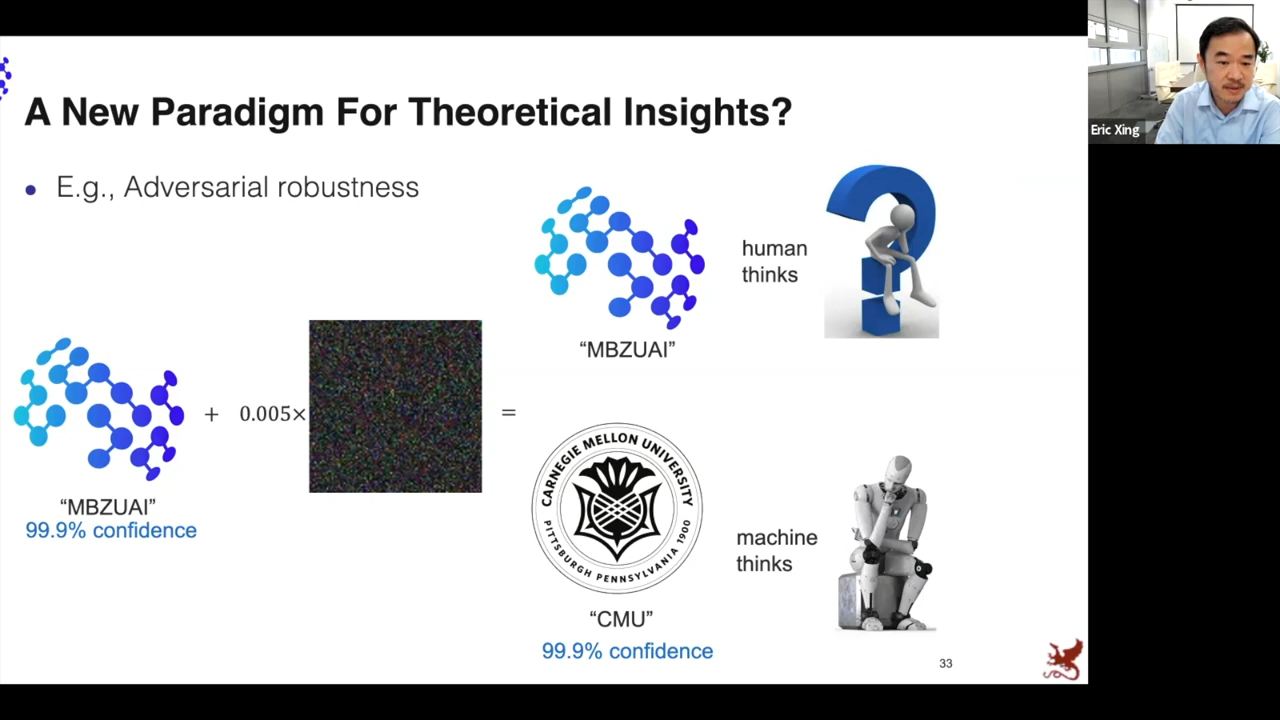 A New Paradigm For Theoretical Insights?
• E.g., Adversarial robustness
human
thinks
"MBZUAI"
+ 0.005× =
"MBZUAI"
99.9% confidence
CARNEGIE MELLON UNIVERSITY
PITTSBURGH PENNSYLVANIA 1900
machine
thinks
"CMU"
99.9% confidence
33
Eric Xing